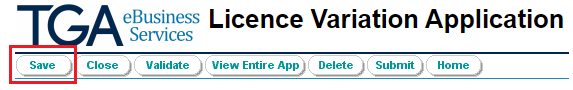 TGA eBusiness Services Licence Variation Application
Save Close Validate View Entire App Delete Submit Home